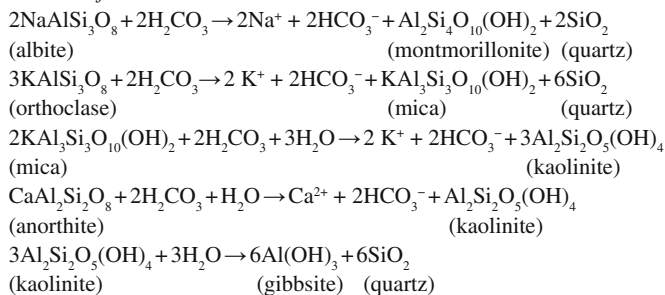 2NaAlSi₃O₈+2H₂CO₃→2Na⁺ + 2HCO₃⁻+Al₂Si₄O₁₀(OH)₂+2SiO₂
(albite) (montmorillonite) (quartz)
3KAlSi₃O₈+2H₂CO₃→2 K⁺ + 2HCO₃⁻+KAl₃Si₃O₁₀(OH)₂+6SiO₂
(orthoclase) (mica) (quartz)
2KAl₃Si₃O₁₀(OH)₂+2H₂CO₃+3H₂O→2 K⁺ + 2HCO₃⁻+3Al₂Si₂O₅(OH)₄
(mica) (kaolinite)
CaAl₂Si₂O₈+2H₂CO₃+H₂O→Ca²⁺ + 2HCO₃⁻+Al₂Si₂O₅(OH)₄
(anorthite) (kaolinite)
3Al₂Si₂O₅(OH)₄+3H₂O→6Al(OH)₃+6SiO₂
(kaolinite) (gibbsite) (quartz)